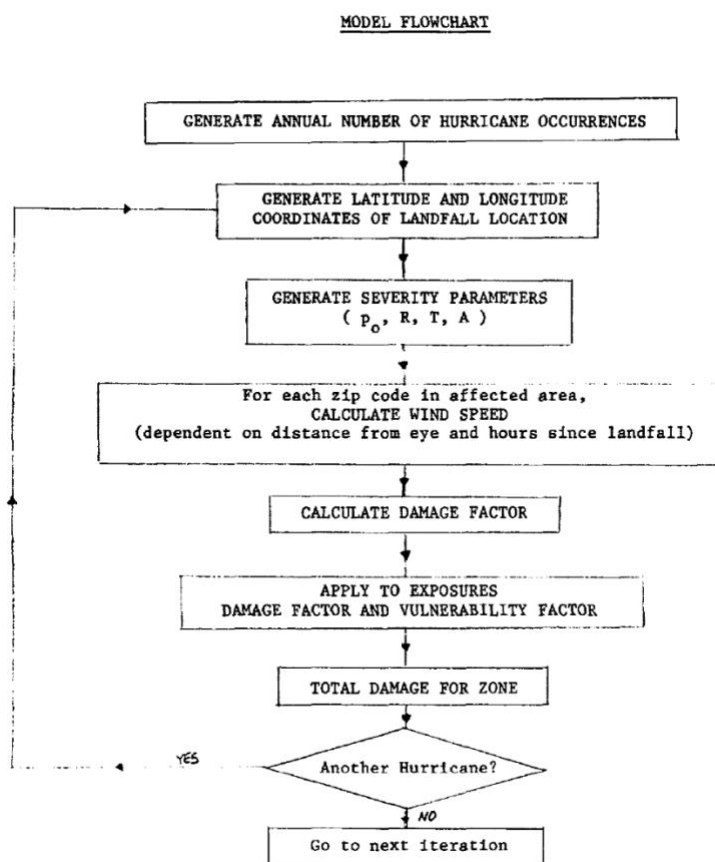 MODEL FLOWCHART
GENERATE ANNUAL NUMBER OF HURRICANE OCCURRENCES
GENERATE LATITUDE AND LONGITUDE
COORDINATES OF LANDFALL LOCATION
GENERATE SEVERITY PARAMETERS
( po, R, T, A )
For each zip code in affected area,
CALCULATE WIND SPEED
(dependent on distance from eye and hours since landfall)
CALCULATE DAMAGE FACTOR
APPLY TO EXPOSURES
DAMAGE FACTOR AND VULNERABILITY FACTOR
TOTAL DAMAGE FOR ZONE
YES
Another Hurricane?
NO
Go to next iteration